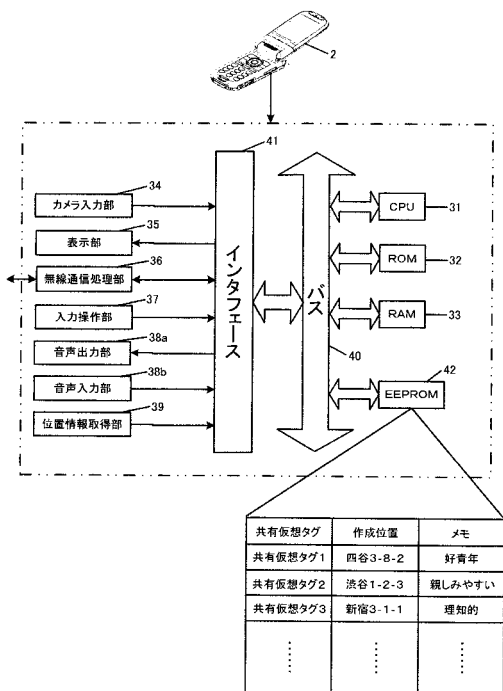 2
41
34
カメラ入力部
35
表示部
36
無線通信処理部
37
入力操作部
38a
音声出力部
38b
音声入力部
39
位置情報取得部
インタフェース
バス
40
CPU
31
ROM
32
RAM
33
42
EEPROM
共有仮想タグ 作成位置 メモ
共有仮想タグ1 四谷3-8-2 好青年
共有仮想タグ2 渋谷1-2-3 親しみやすい
共有仮想タグ3 新宿3-1-1 理知的